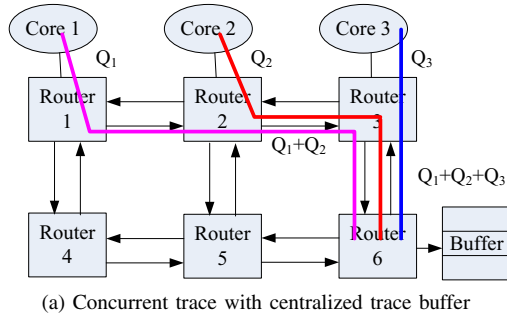 Core 1
Core 2
Core 3
Q1
Q2
Q3
Router
1
Router
2
Router
3
Q1+Q2
Q1+Q2+Q3
Router
4
Router
5
Router
6
Buffer
(a) Concurrent trace with centralized trace buffer